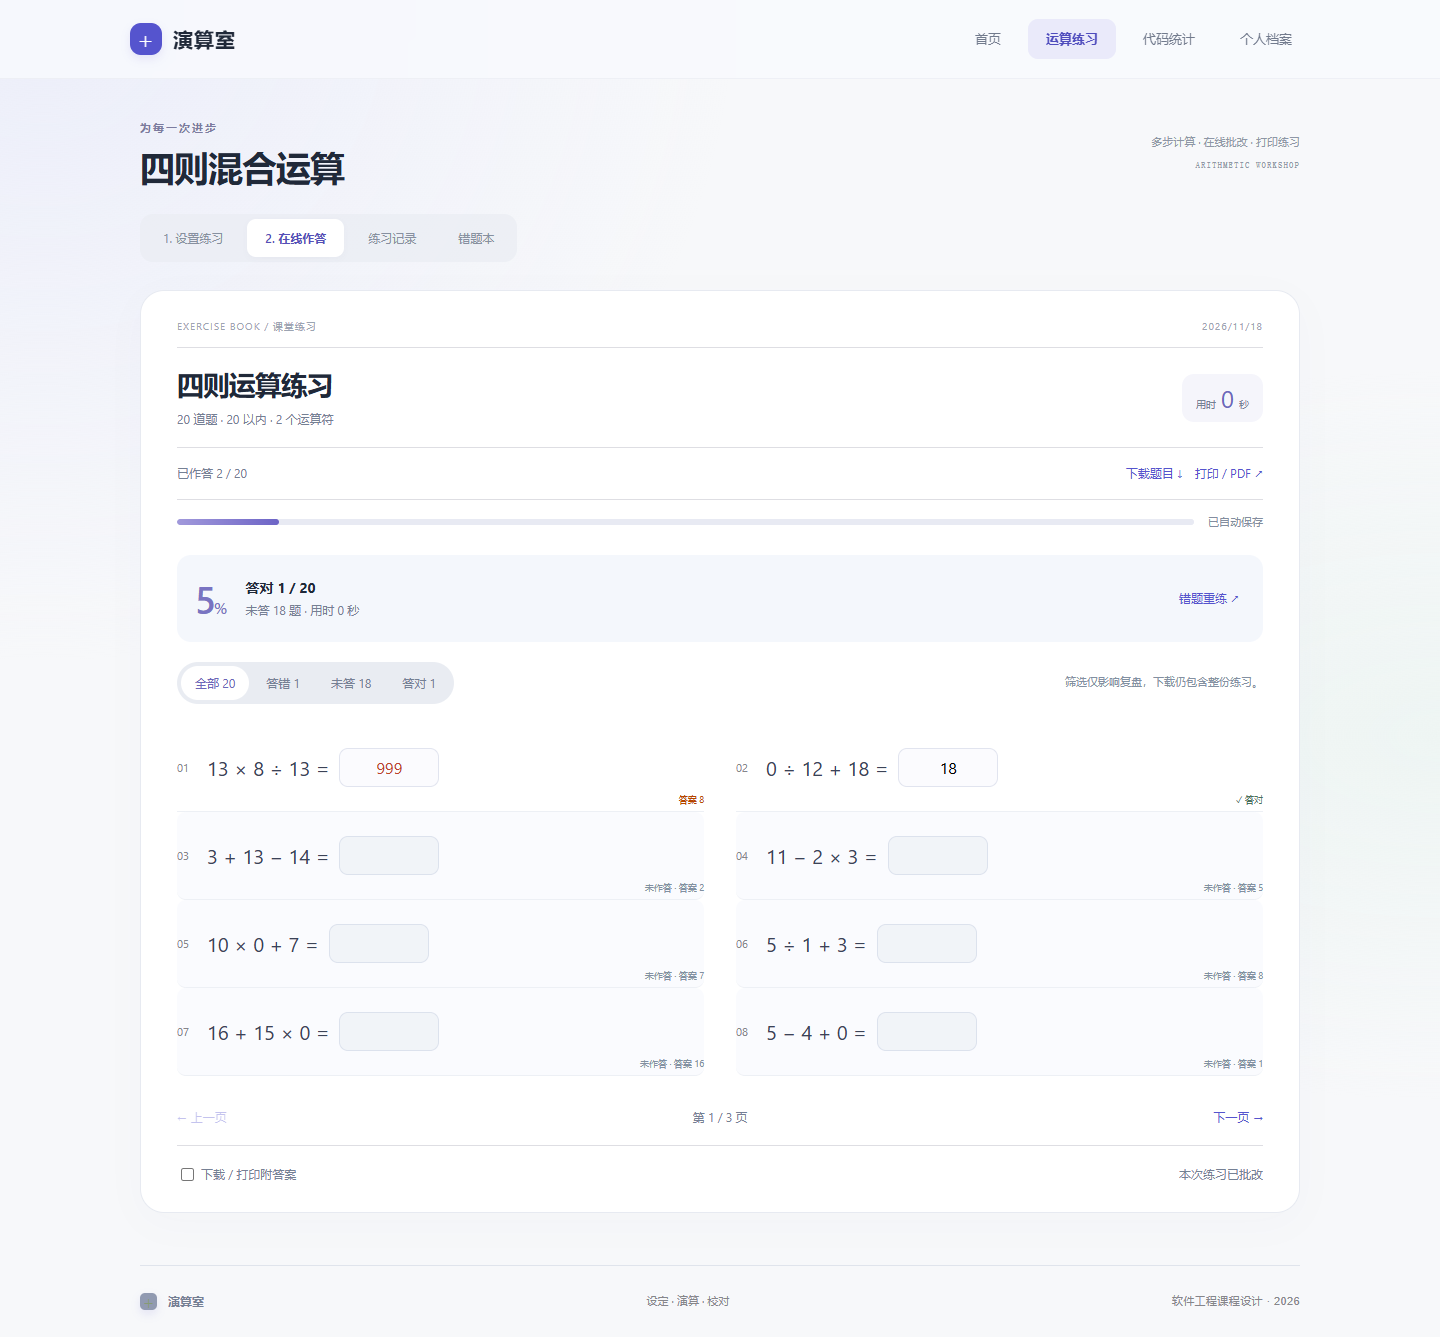 + 演算室
首页 运算练习 代码统计 个人档案
为每一次进步
四则混合运算
多步计算 · 在线批改 · 打印练习
ARITHMETIC WORKSHOP
1. 设置练习 2. 在线作答 练习记录 错题本
EXERCISE BOOK / 课堂练习 2026/11/18
四则运算练习
20 道题 · 20 以内 · 2 个运算符
用时 0 秒
已作答 2 / 20 下载题目 ↓ 打印 / PDF ↗
已自动保存
5%
答对 1 / 20
未答 18 题 · 用时 0 秒
错题重练 ↗
全部 20 答错 1 未答 18 答对 1
筛选仅影响复盘，下载仍包含整份练习。
01 13 × 8 ÷ 13 = 999
答案 8
02 0 ÷ 12 + 18 = 18
✓ 答对
03 3 + 13 − 14 =
未作答 · 答案 2
04 11 − 2 × 3 =
未作答 · 答案 5
05 10 × 0 + 7 =
未作答 · 答案 7
06 5 ÷ 1 + 3 =
未作答 · 答案 8
07 16 + 15 × 0 =
未作答 · 答案 16
08 5 − 4 + 0 =
未作答 · 答案 1
← 上一页 第 1 / 3 页 下一页 →
下载 / 打印附答案 本次练习已批改
演算室 设定 · 演算 · 校对 软件工程课程设计 · 2026